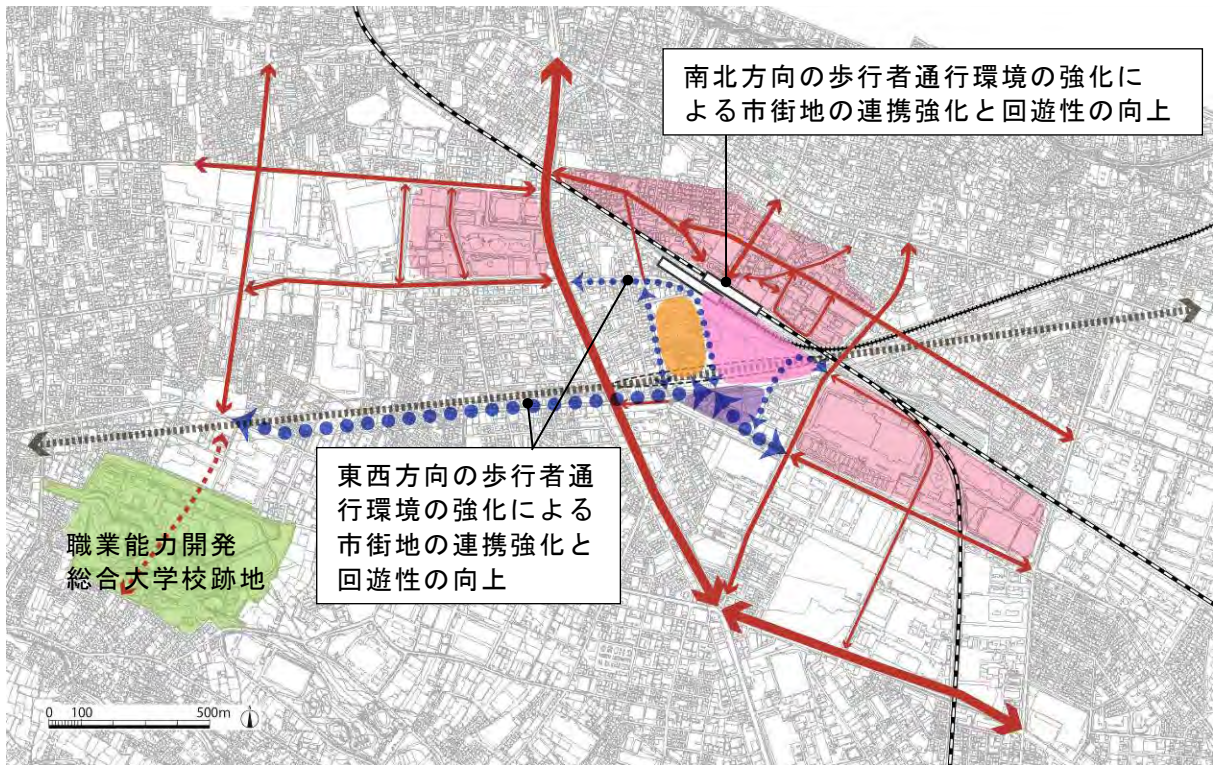 南北方向の歩行者通行環境の強化に
よる市街地の連携強化と回遊性の向上
東西方向の歩行者通
行環境の強化による
市街地の連携強化と
回遊性の向上
職業能力開発
総合大学校跡地
0 100 500m